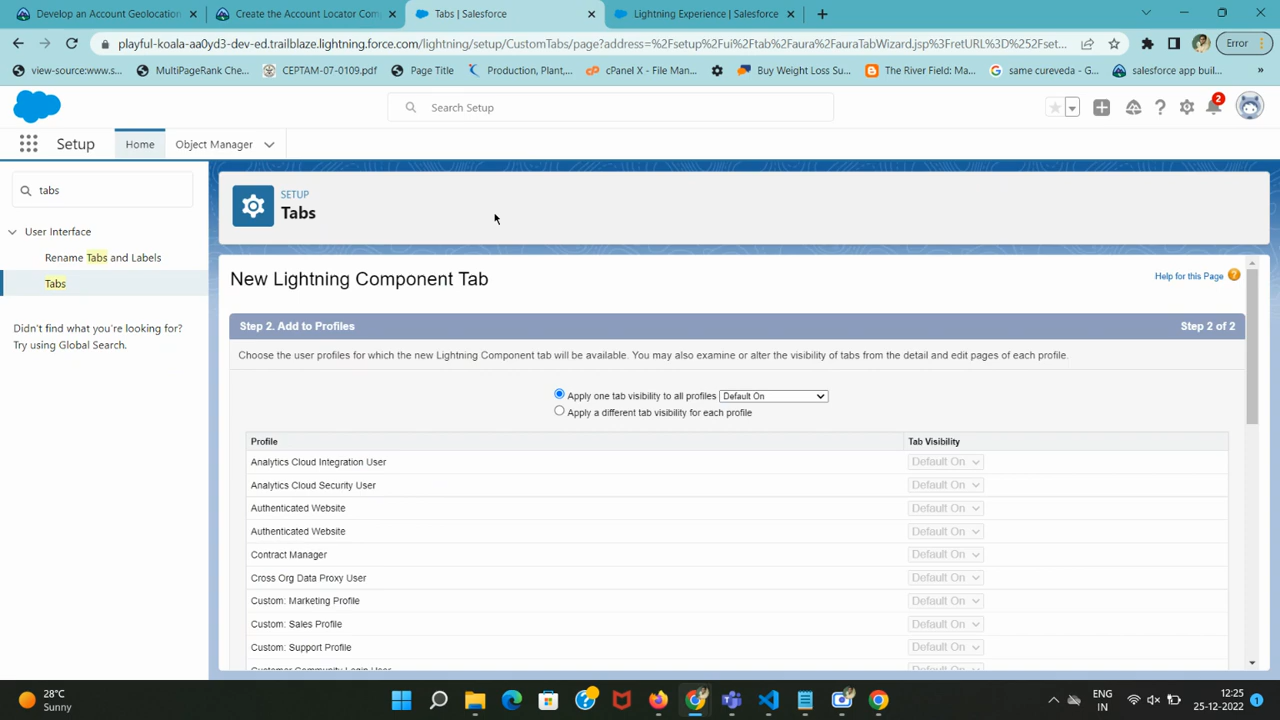 Develop an Account Geolocation
Create the Account Locator Com
Tabs | Salesforce
Lightning Experience | Salesforce
playful-koala-aa0yd3-dev-ed.trailblaze.lightning.force.com/lightning/setup/CustomTabs/page?address=%2Fsetup%2Fui%2Ftab%2Faura%2FauraTabWizard.jsp%3FretURL%3D%252Fset...
Error
view-source:www.s...
MultiPageRank Che...
CEPTAM-07-0109.pdf
Page Title
Production, Plant,...
cPanel X - File Man...
Buy Weight Loss Su...
The River Field: Ma...
same cureveda - G...
salesforce app buil...
»
Search Setup
2
Setup
Home
Object Manager
tabs
User Interface
Rename Tabs and Labels
Tabs
Didn't find what you're looking for?
Try using Global Search.
SETUP
Tabs
New Lightning Component Tab
Help for this Page
Step 2. Add to Profiles
Step 2 of 2
Choose the user profiles for which the new Lightning Component tab will be available. You may also examine or alter the visibility of tabs from the detail and edit pages of each profile.
Apply one tab visibility to all profiles Default On
Apply a different tab visibility for each profile
Profile Tab Visibility
Analytics Cloud Integration User Default On
Analytics Cloud Security User Default On
Authenticated Website Default On
Authenticated Website Default On
Contract Manager Default On
Cross Org Data Proxy User Default On
Custom: Marketing Profile Default On
Custom: Sales Profile Default On
Custom: Support Profile Default On
Customer Community Login User Default On
28°C
Sunny
ENG
IN
12:25
25-12-2022
1